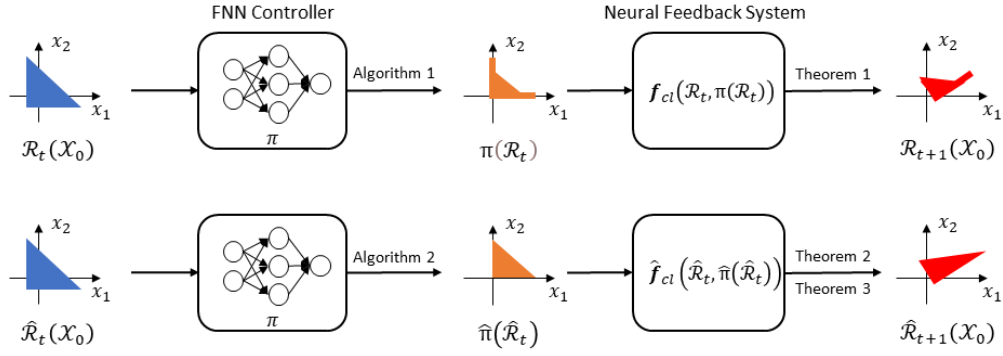 FNN Controller
Neural Feedback System
x₂
x₁
ℛₜ(𝒳₀)
π
Algorithm 1
x₂
x₁
π(ℛₜ)
𝒇_cl(ℛₜ, π(ℛₜ))
Theorem 1
x₂
x₁
ℛₜ₊₁(𝒳₀)
x₂
x₁
ℛ̂ₜ(𝒳₀)
π
Algorithm 2
x₂
x₁
π̂(ℛ̂ₜ)
𝒇̂_cl(ℛ̂ₜ, π̂(ℛ̂ₜ))
Theorem 2
Theorem 3
x₂
x₁
ℛ̂ₜ₊₁(𝒳₀)